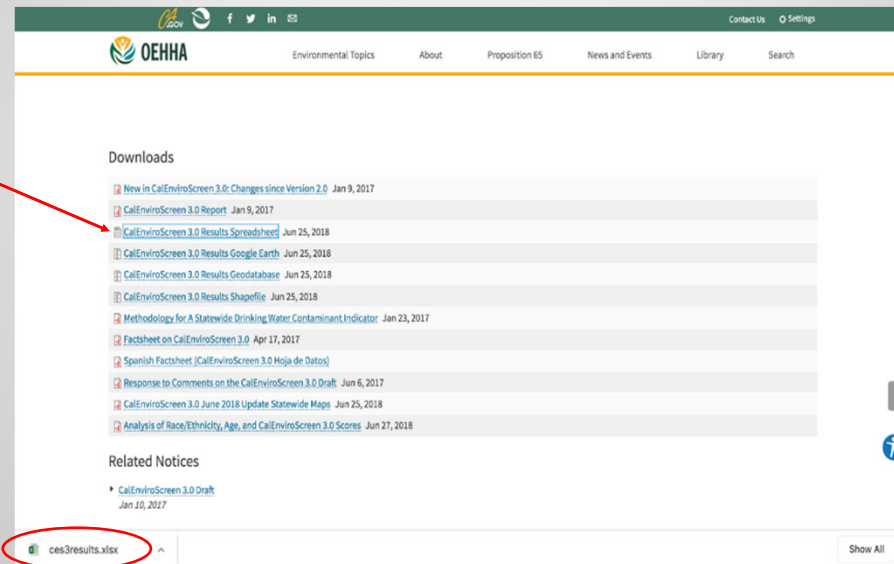 CA.gov
Contact Us Settings
OEHHA
Environmental Topics About Proposition 65 News and Events Library Search
Downloads
New in CalEnviroScreen 3.0: Changes since Version 2.0 Jan 9, 2017
CalEnviroScreen 3.0 Report Jan 9, 2017
CalEnviroScreen 3.0 Results Spreadsheet Jun 25, 2018
CalEnviroScreen 3.0 Results Google Earth Jun 25, 2018
CalEnviroScreen 3.0 Results Geodatabase Jun 25, 2018
CalEnviroScreen 3.0 Results Shapefile Jun 25, 2018
Methodology for A Statewide Drinking Water Contaminant Indicator Jan 23, 2017
Factsheet on CalEnviroScreen 3.0 Apr 17, 2017
Spanish Factsheet (CalEnviroScreen 3.0 Hoja de Datos)
Response to Comments on the CalEnviroScreen 3.0 Draft Jun 6, 2017
CalEnviroScreen 3.0 June 2018 Update Statewide Maps Jun 25, 2018
Analysis of Race/Ethnicity, Age, and CalEnviroScreen 3.0 Scores Jun 27, 2018
Related Notices
CalEnviroScreen 3.0 Draft
Jan 10, 2017
ces3results.xlsx
Show All